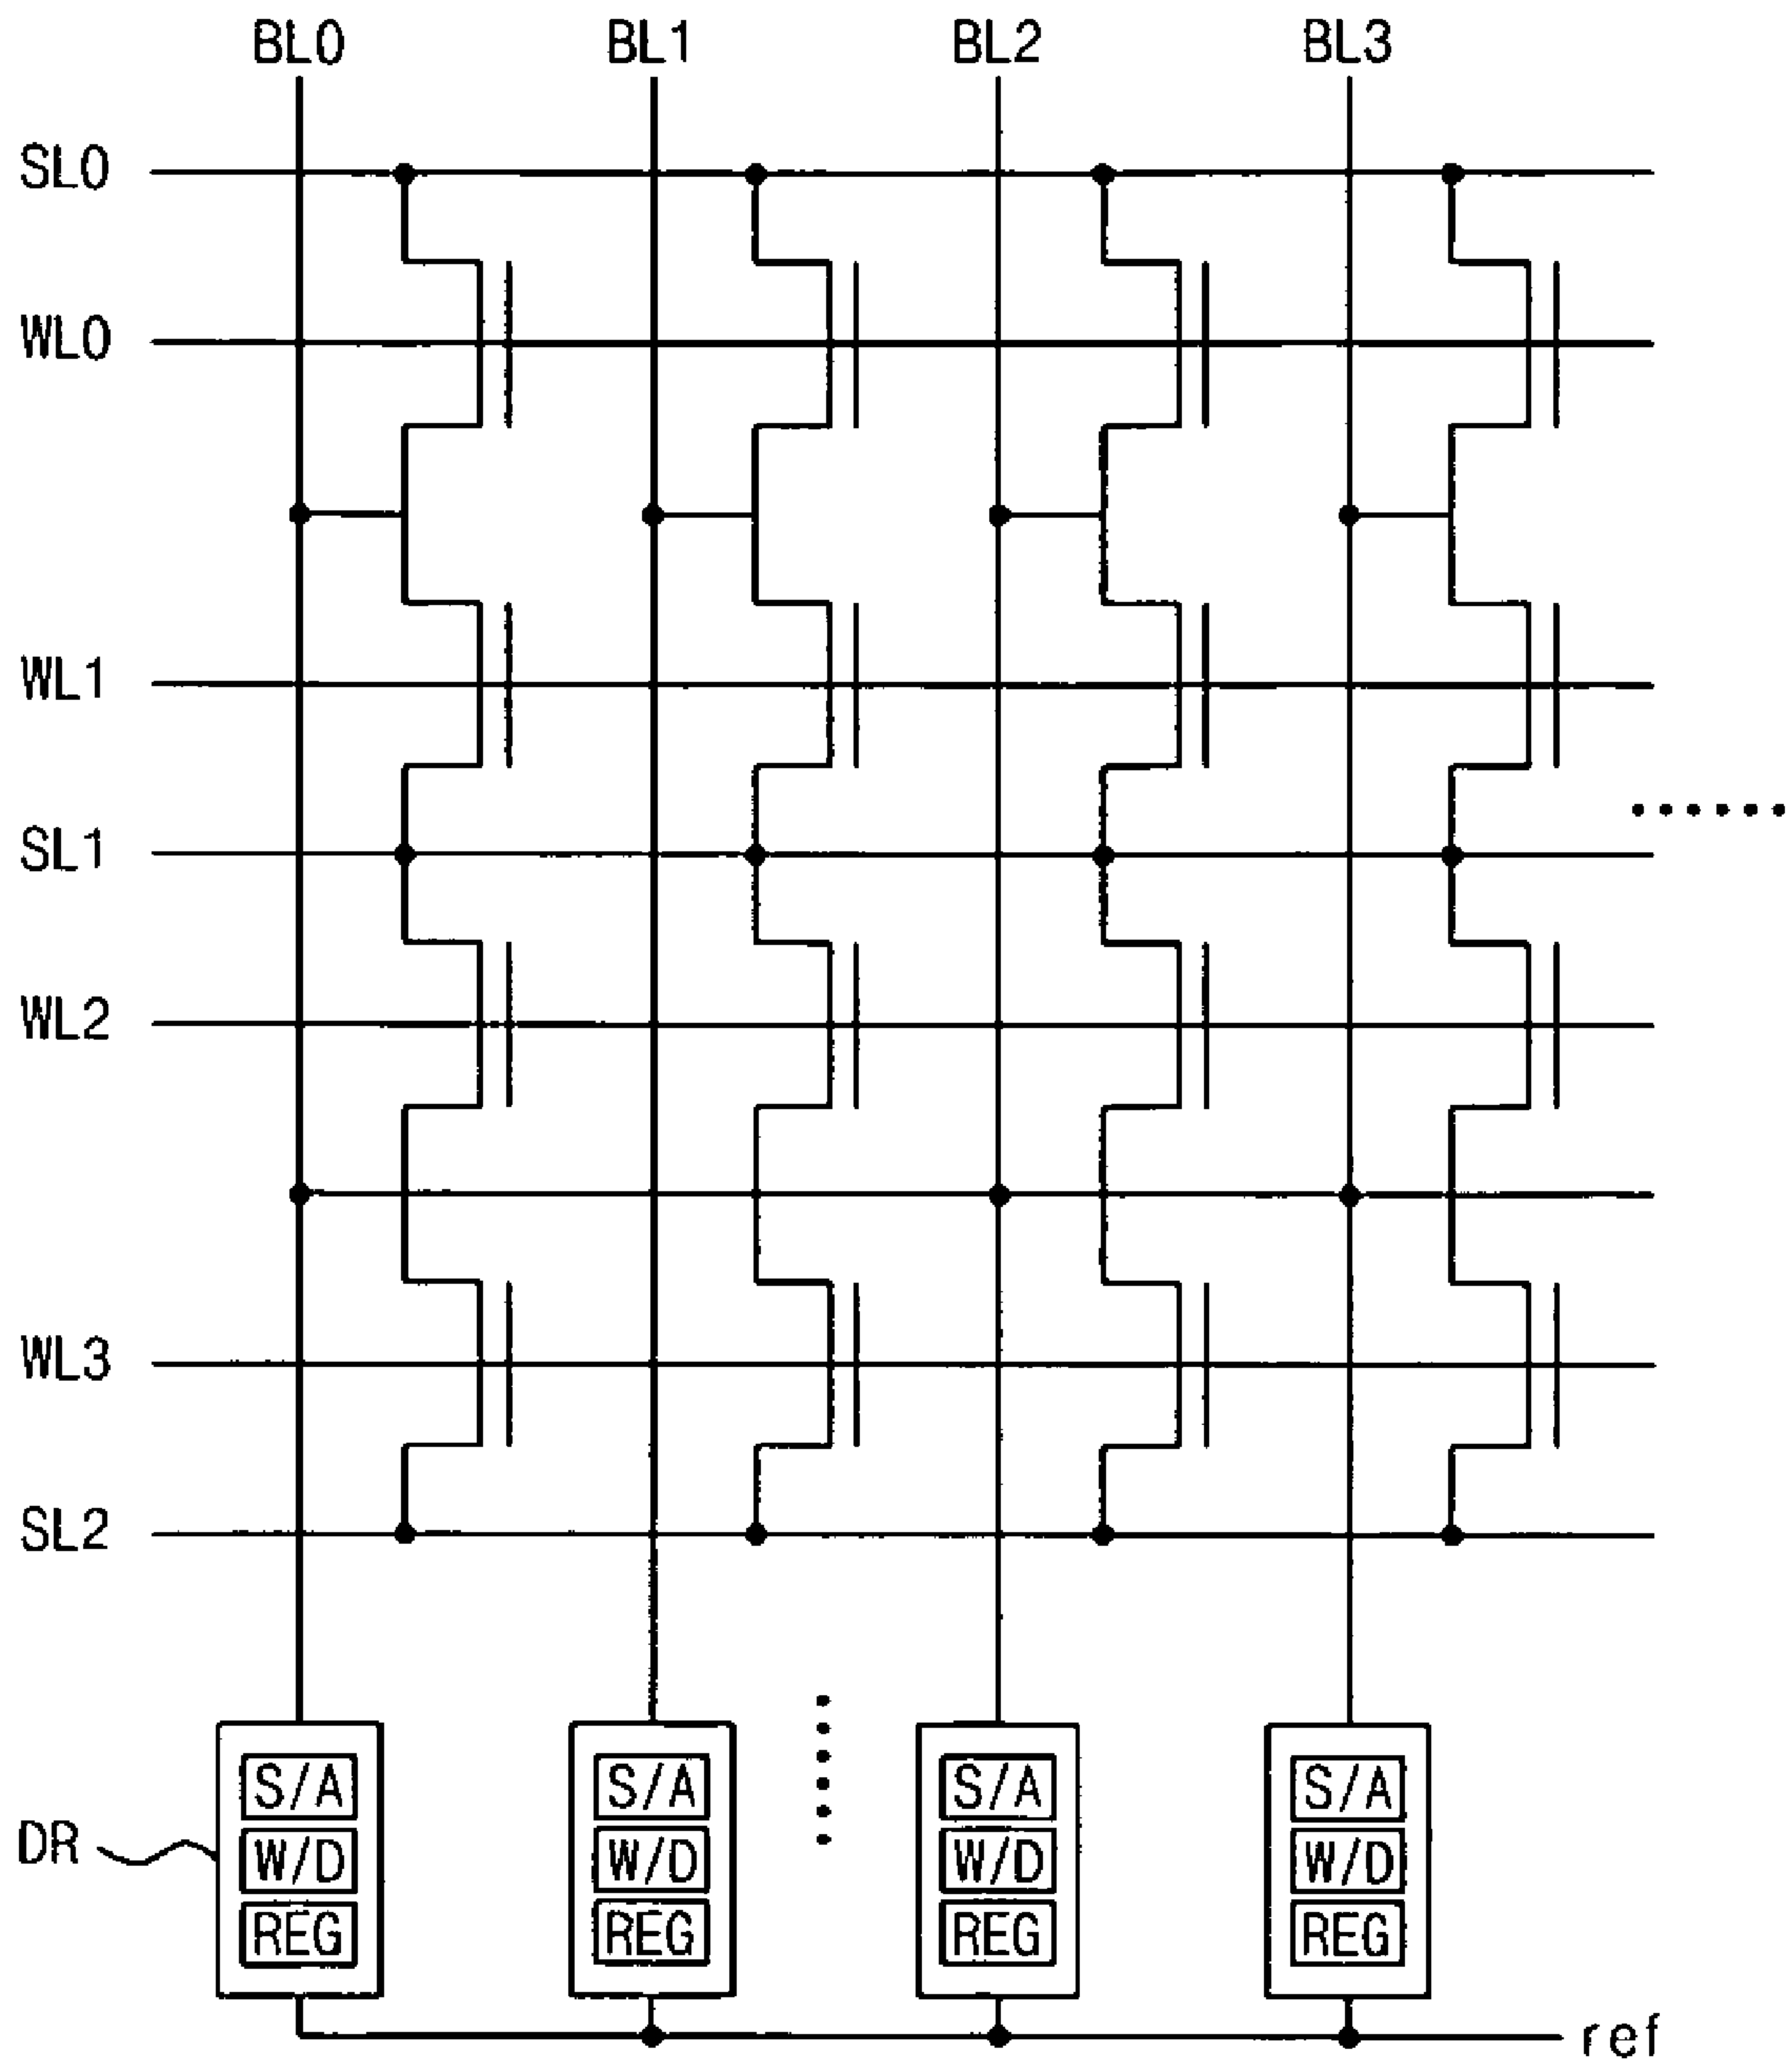 BL0 BL1 BL2 BL3
SL0
WL0
WL1
SL1
WL2
WL3
SL2
S/A S/A S/A S/A
DR W/D W/D W/D W/D
REG REG REG REG
ref